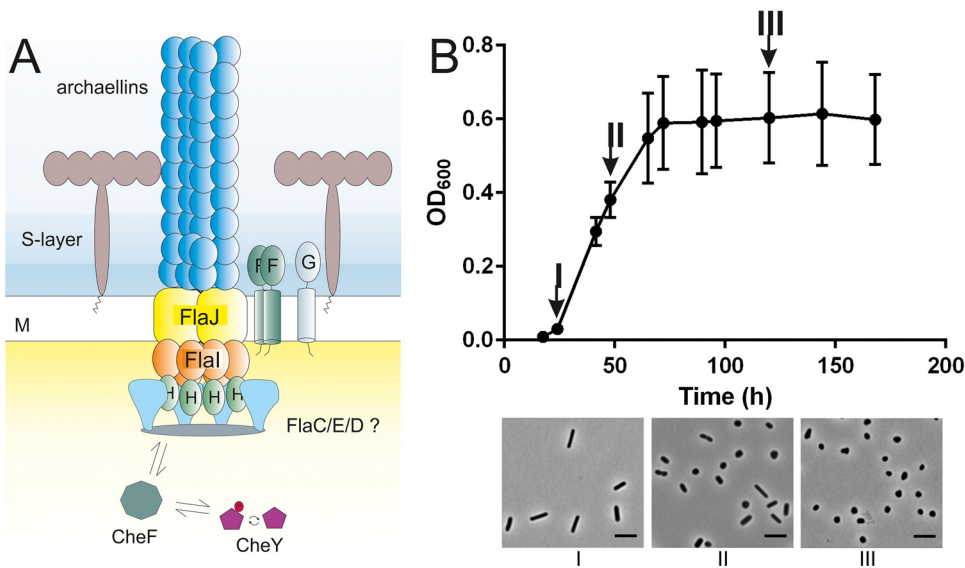 A
archaellins
S-layer
F F G
M
FlaJ
FlaI
H H H H
FlaC/E/D ?
CheF
CheY
B
OD600
0.8
0.6
0.4
0.2
0.0
I
II
III
0 50 100 150 200
Time (h)
I II III